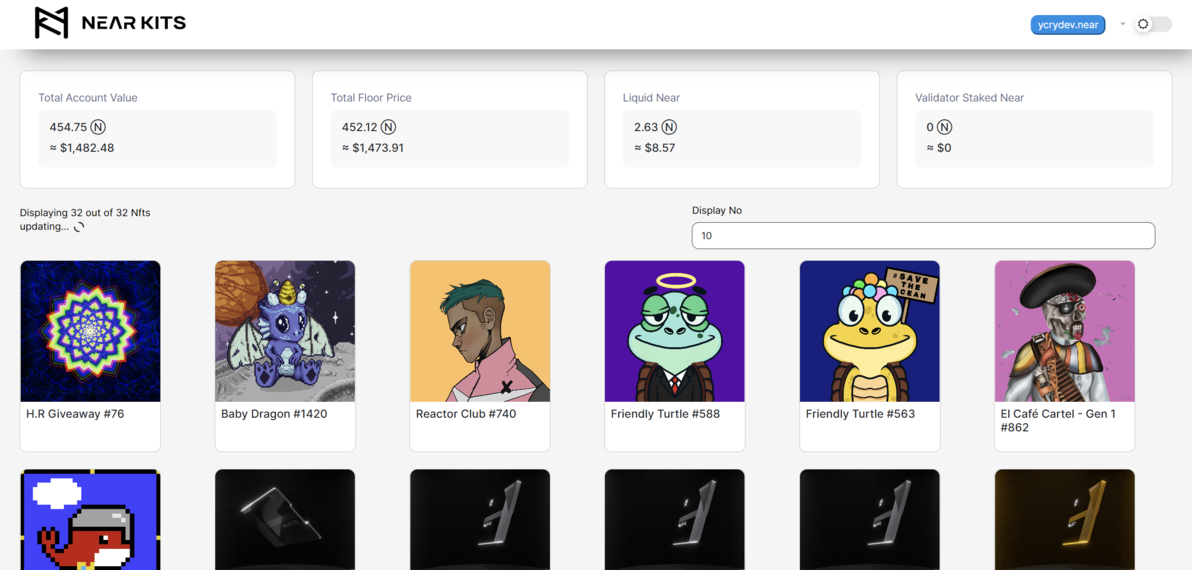 NEAR KITS
ycrydev.near
Total Account Value
454.75 N
≈ $1,482.48
Total Floor Price
452.12 N
≈ $1,473.91
Liquid Near
2.63 N
≈ $8.57
Validator Staked Near
0 N
≈ $0
Displaying 32 out of 32 Nfts
updating...
Display No
10
#SAVE
THE
OCEAN
H.R Giveaway #76
Baby Dragon #1420
Reactor Club #740
Friendly Turtle #588
Friendly Turtle #563
El Café Cartel - Gen 1
#862